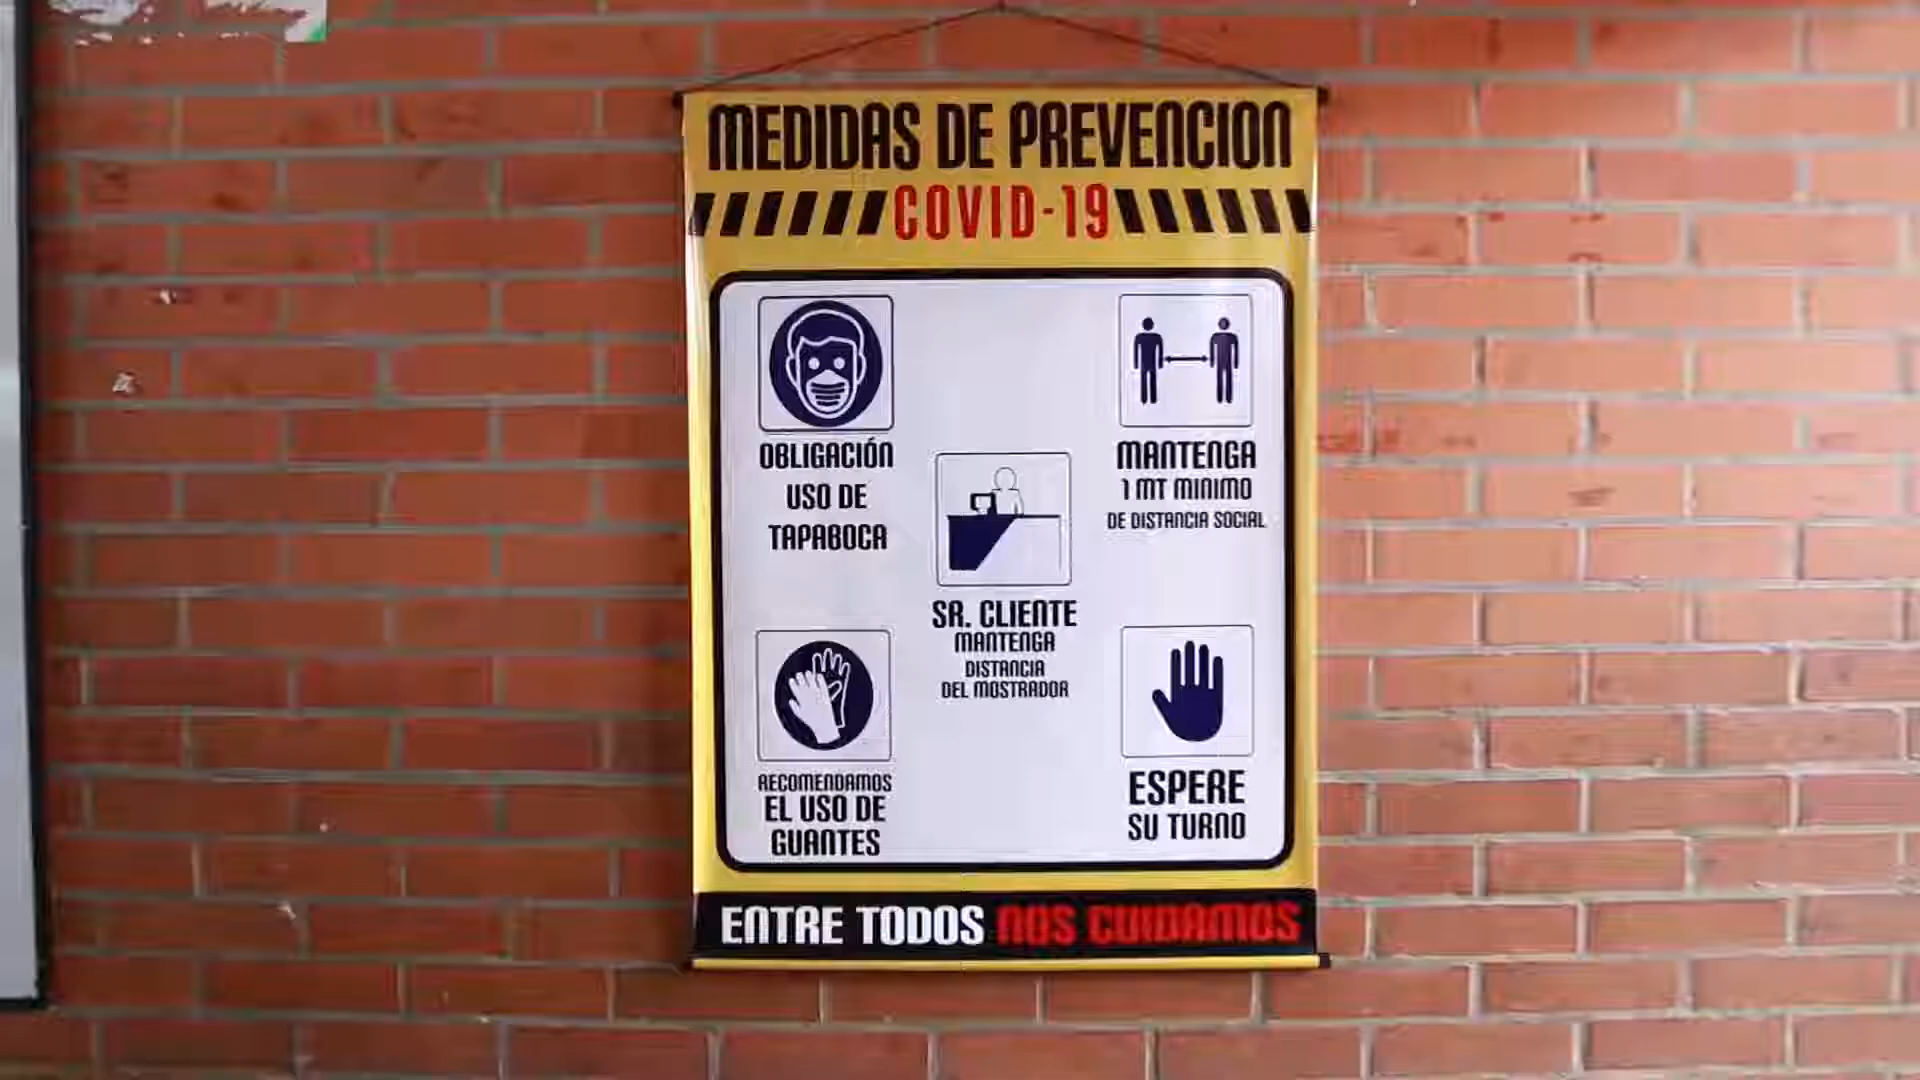 MEDIDAS DE PREVENCION
COVID-19
OBLIGACIÓN
USO DE
TAPABOCA
MANTENGA
1 MT MINIMO
DE DISTANCIA SOCIAL
SR. CLIENTE
MANTENGA
DISTANCIA
DEL MOSTRADOR
RECOMENDAMOS
EL USO DE
GUANTES
ESPERE
SU TURNO
ENTRE TODOS NOS CUIDAMOS